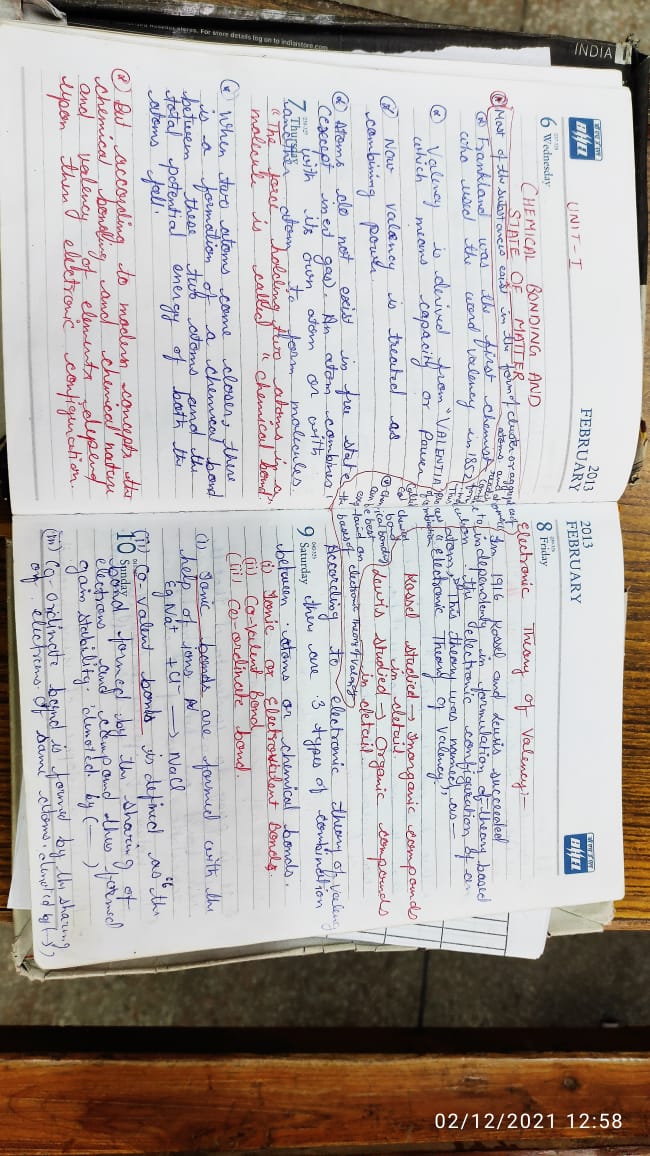 For store details log on to indiastore.com
INDIA
BHEL
6 Wednesday
2013
FEBRUARY
UNIT-I
CHEMICAL BONDING AND
STATE OF MATTER
Most of the substances exist in the form of cluster or aggregates of
atoms and
Frankland was the first chemist
who used the word valency in 1852
Valency is derived from "VALENTIA"
which means capacity or Power
Now valency is treated as
combining power.
Atoms do not exist in free state
(except inert gas). An atom combines
7 Thursday
with its own atom or with
another atom to form molecules
"The force holding two atoms in a
molecule is called "chemical bond.
When two atoms come closer, there
is a formation of a chemical bond
between these two atoms and the
total potential energy of both the
atoms fall.
But according to modern concepts the
chemical bonding and chemical nature
and valency of elements depend
upon their electronic configuration.
2013
FEBRUARY
8 Friday
BHEL
Electronic Theory of Valency:-
In 1916 Kossel and Lewis succeeded
independently in formulation of theory based
upon the electronic configuration of an
atom. This theory was named as —
"electronic Theory of valency";
Kossel studied → Inorganic compounds
in detail.
Lewis studied → Organic compounds
in detail.
can be best
explained on electronic theory of valency
the bases of
According to electronic theory of valency
9 Saturday
there are 3 types of combination
between atoms or chemical bonds.
(i) Ionic or Electrovalent Bonds.
(ii) Co-valent Bond
(iii) Co-ordinate bond
(i) Ionic bonds are formed with the
help of ions
Eg Na+ + Cl- → NaCl
(ii) Co-valent bonds is defined as the
10 Sunday
bond formed by the sharing of
electrons and compound thus formed
gain stability. denoted by (—)
(iii) Co-ordinate bond is formed by the sharing
of electrons of same atoms. denoted by (→)
02/12/2021 12:58